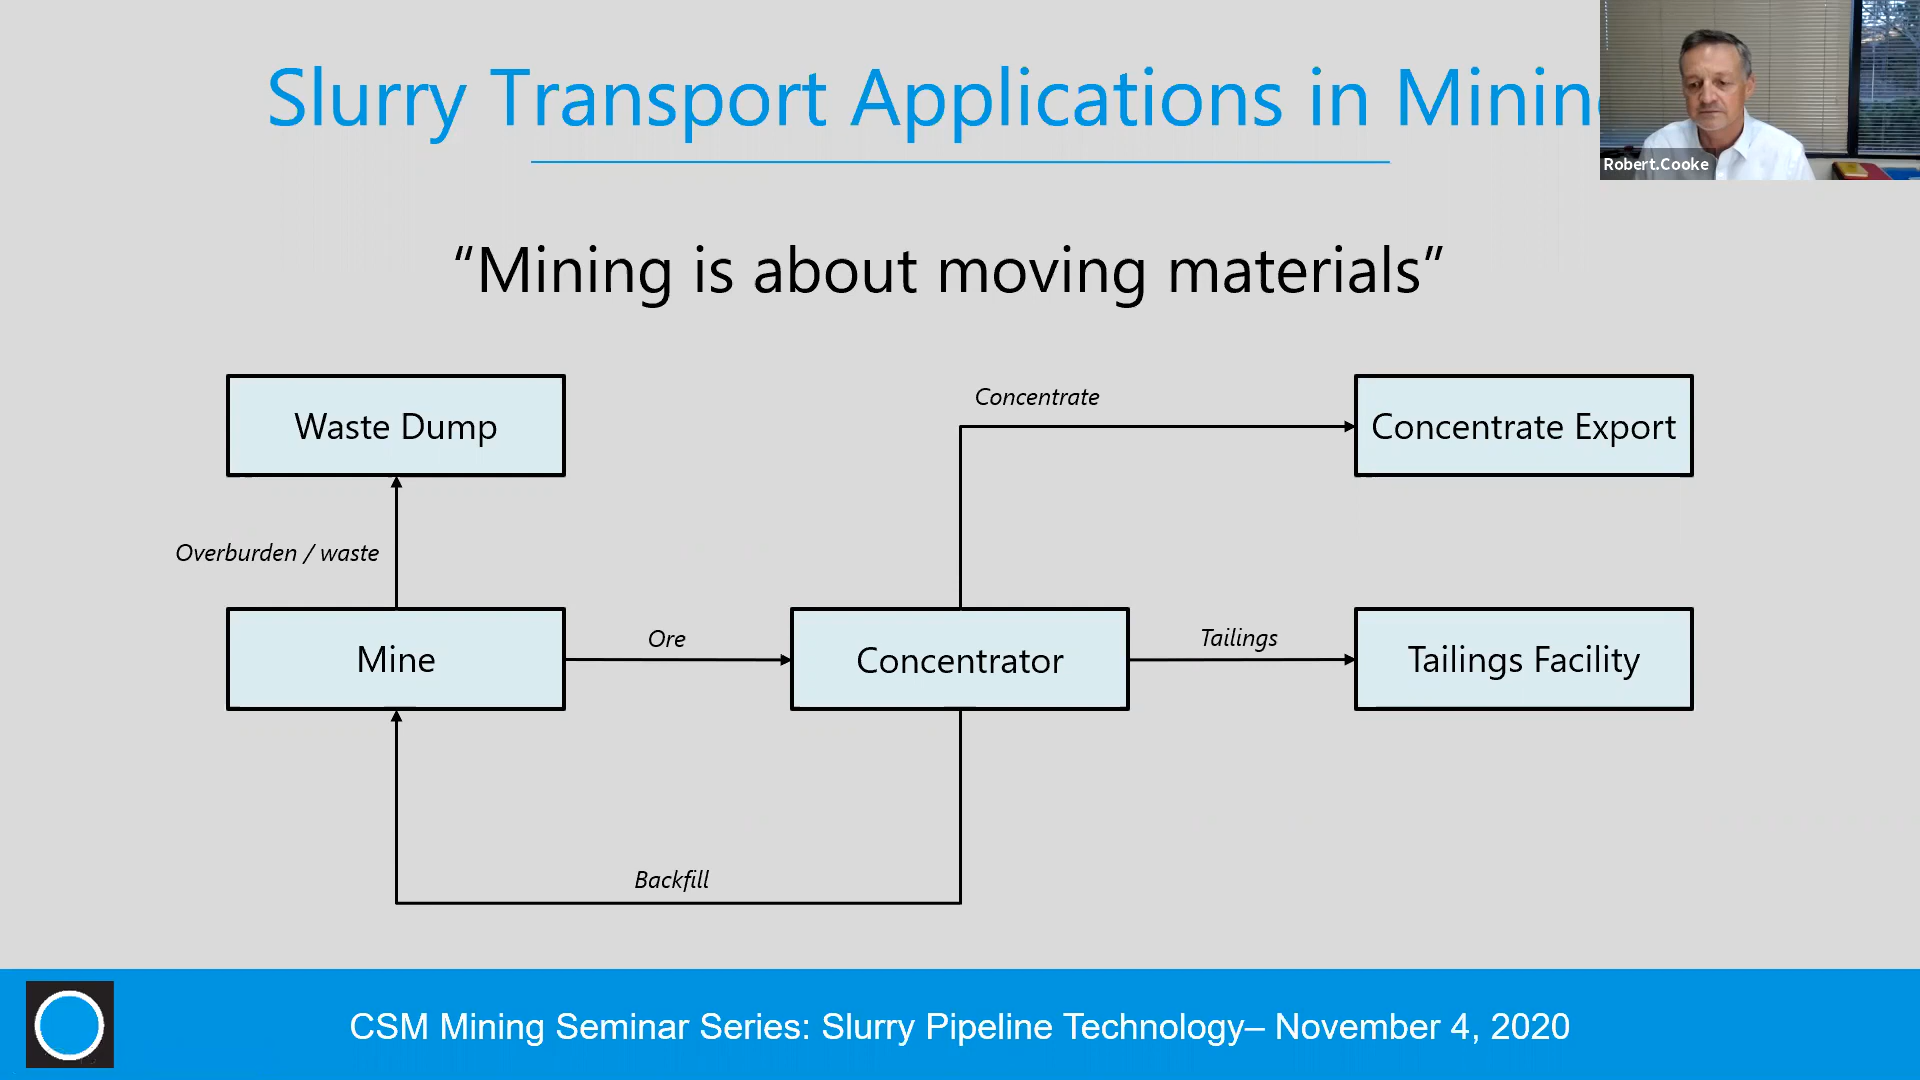 Slurry Transport Applications in Minin
Robert.Cooke
“Mining is about moving materials”
Waste Dump
Concentrate
Concentrate Export
Overburden / waste
Mine
Ore
Concentrator
Tailings
Tailings Facility
Backfill
CSM Mining Seminar Series: Slurry Pipeline Technology– November 4, 2020